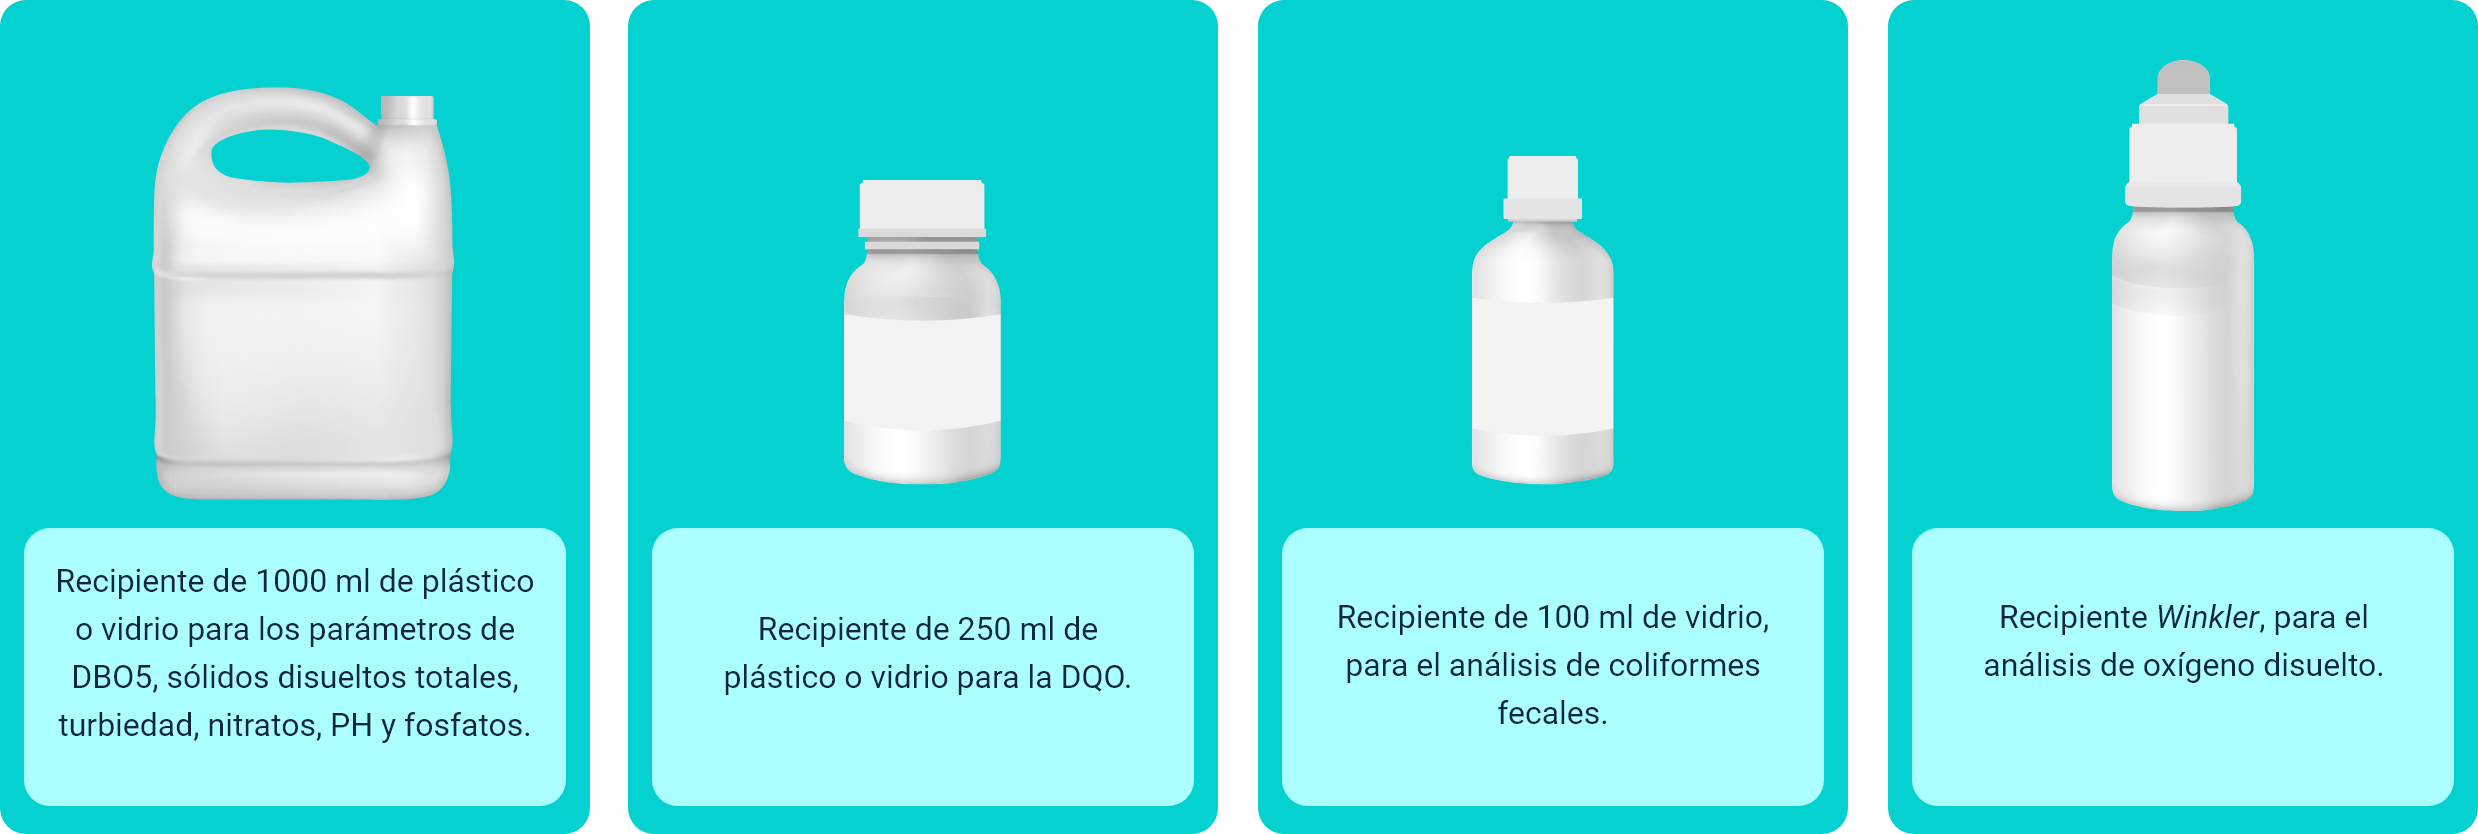 Recipiente de 1000 ml de plástico
o vidrio para los parámetros de
DBO5, sólidos disueltos totales,
turbiedad, nitratos, PH y fosfatos.
Recipiente de 250 ml de
plástico o vidrio para la DQO.
Recipiente de 100 ml de vidrio,
para el análisis de coliformes
fecales.
Recipiente Winkler, para el
análisis de oxígeno disuelto.